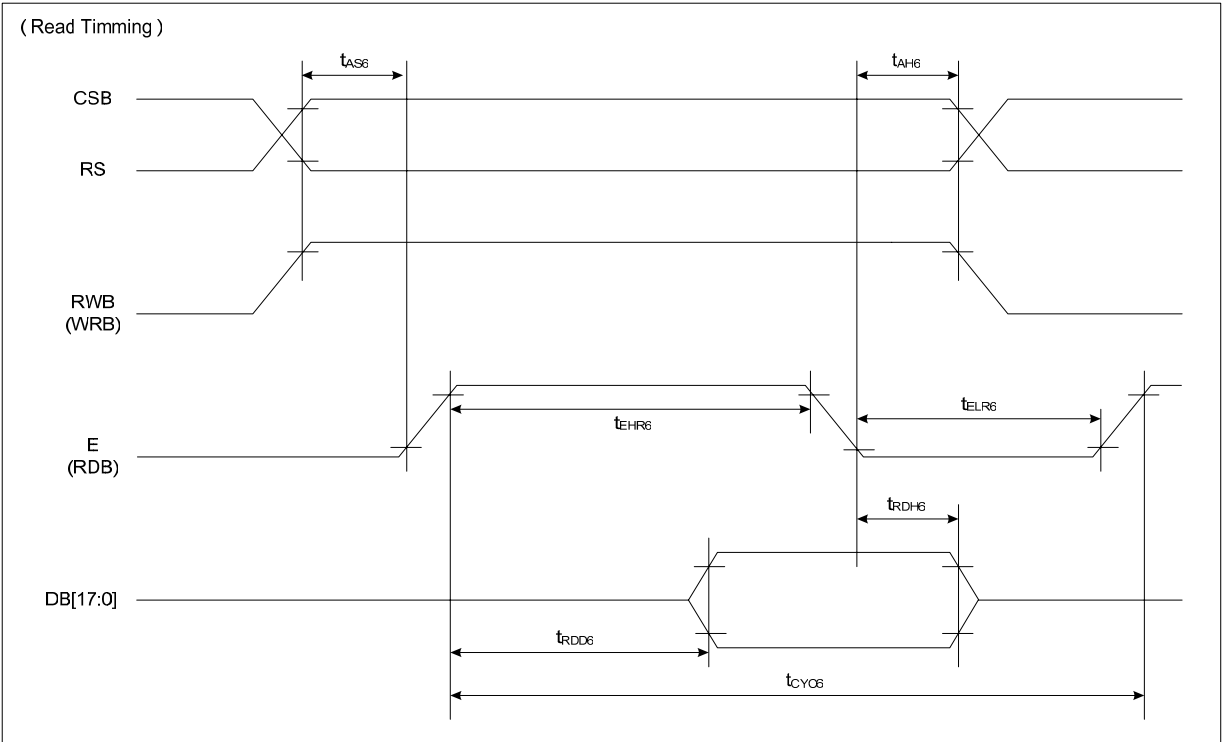 ( Read Timming )
tAS6
tAH6
CSB
RS
RWB
(WRB)
tEHR6
tELR6
E
(RDB)
tRDH6
DB[17:0]
tRDD6
tCYC6